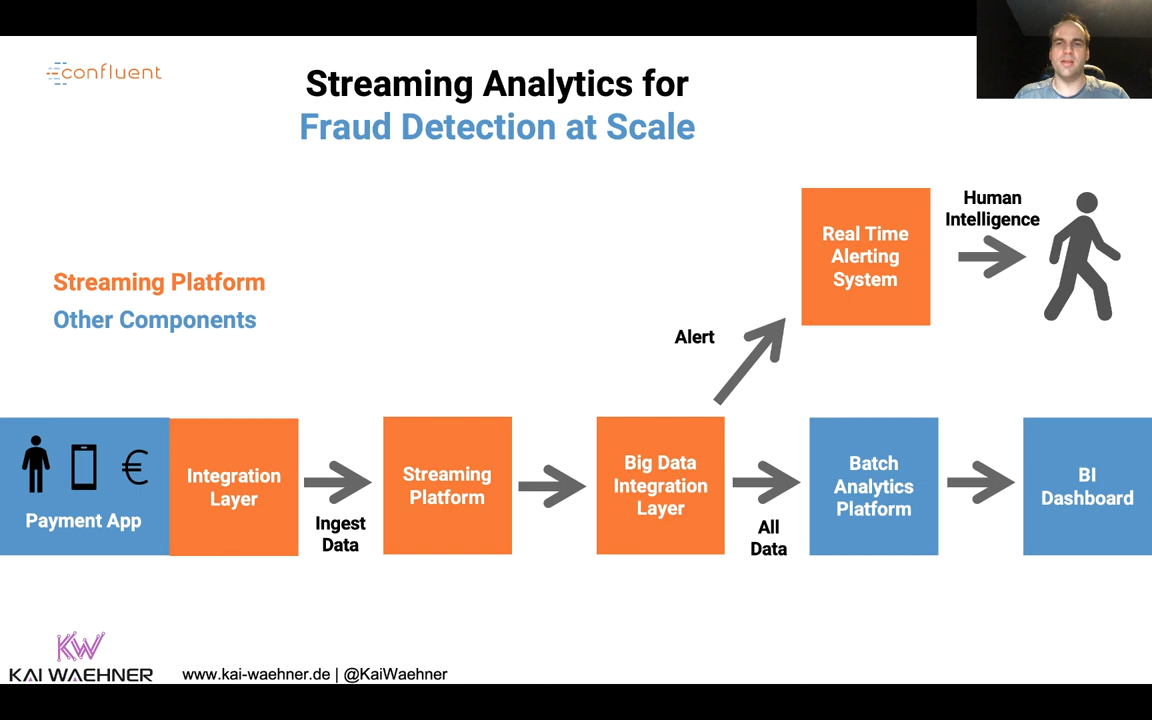 confluent
Streaming Analytics for
Fraud Detection at Scale
Human
Intelligence
Real Time
Alerting
System
Streaming Platform
Other Components
Alert
€
Payment App
Integration
Layer
Ingest
Data
Streaming
Platform
Big Data
Integration
Layer
All
Data
Batch
Analytics
Platform
BI
Dashboard
KW
KAI WAEHNER
www.kai-waehner.de | @KaiWaehner